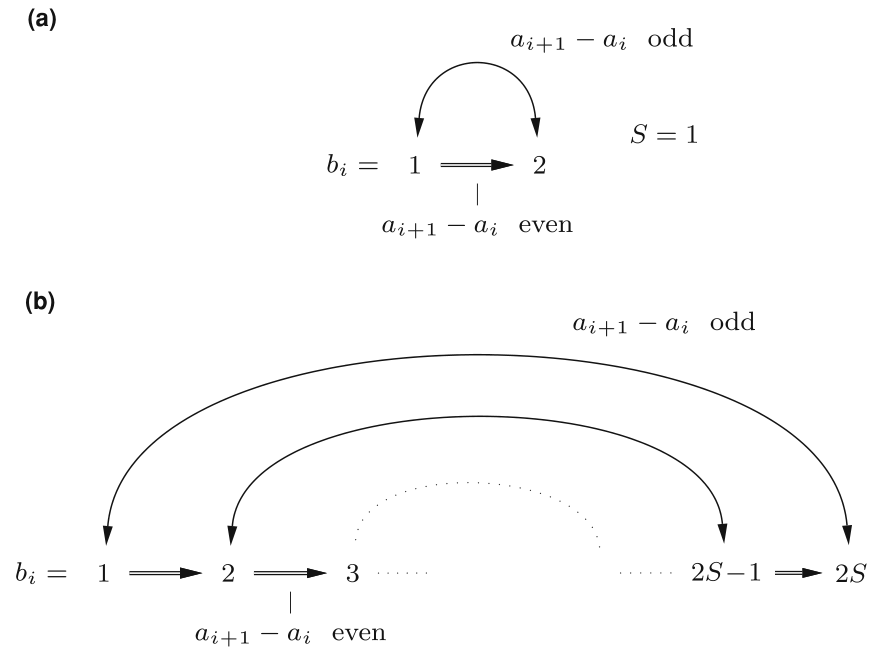 (a)
a_{i+1} − a_i odd
S = 1
b_i = 1 2
a_{i+1} − a_i even
(b)
a_{i+1} − a_i odd
b_i = 1 2 3 ...... ...... 2S−1 2S
a_{i+1} − a_i even